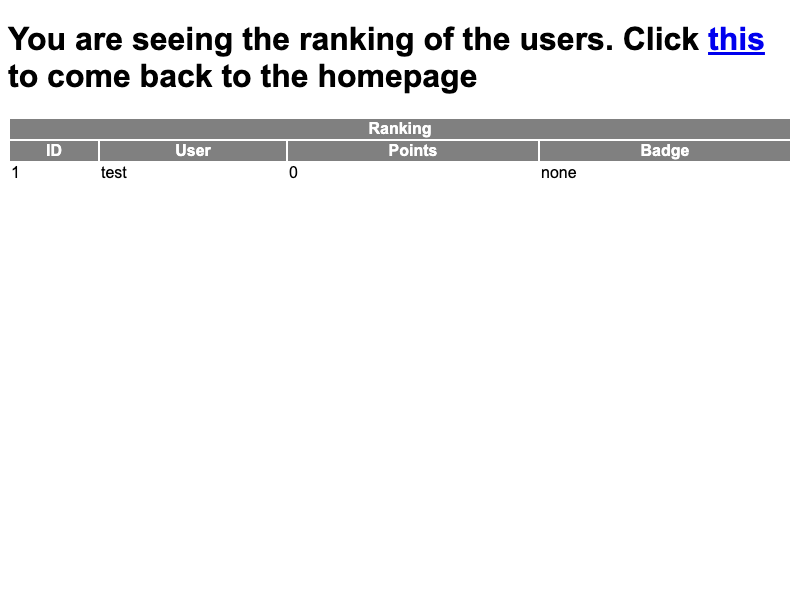 You are seeing the ranking of the users. Click this
to come back to the homepage
Ranking
ID User Points Badge
1 test 0 none